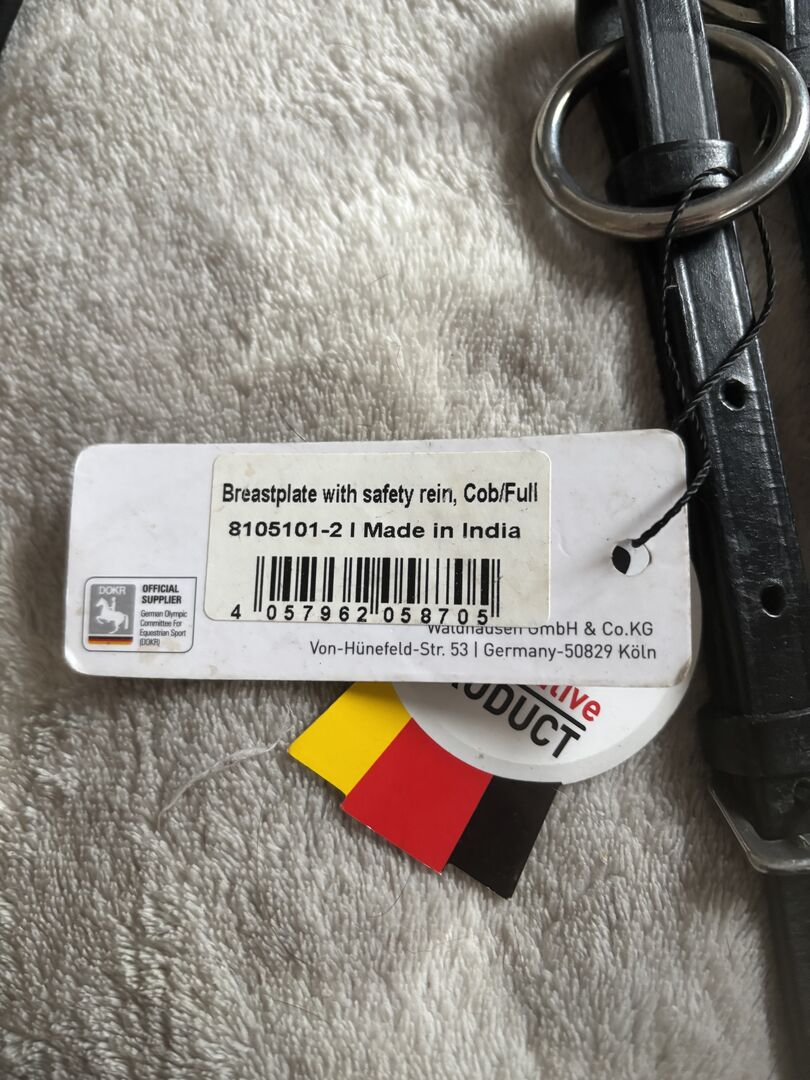 Breastplate with safety rein, Cob/Full
8105101-2 | Made in India
4 057962 058705
DOKR
OFFICIAL
SUPPLIER
German Olympic
Committee For
Equestrian Sport
(DOKR)
Waldhausen GmbH & Co.KG
Von-Hünefeld-Str. 53 | Germany-50829 Köln